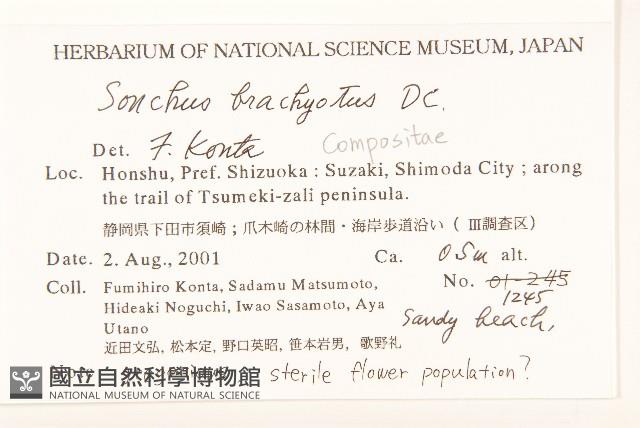 HERBARIUM OF NATIONAL SCIENCE MUSEUM, JAPAN
Sonchus brachyotus DC.
Det. F. Konta Compositae
Loc. Honshu, Pref. Shizuoka : Suzaki, Shimoda City ; arong
the trail of Tsumeki-zali peninsula.
静岡県下田市須崎 ; 爪木崎の林間・海岸歩道沿い ( Ⅲ調査区)
Date. 2. Aug., 2001 Ca. 05m alt.
Coll. Fumihiro Konta, Sadamu Matsumoto, No. 01-245
Hideaki Noguchi, Iwao Sasamoto, Aya 1245
Utano Sandy beach,
近田文弘, 松本定, 野口英昭, 笹本岩男, 歌野礼
sterile flower population?
國立自然科學博物館
NATIONAL MUSEUM OF NATURAL SCIENCE